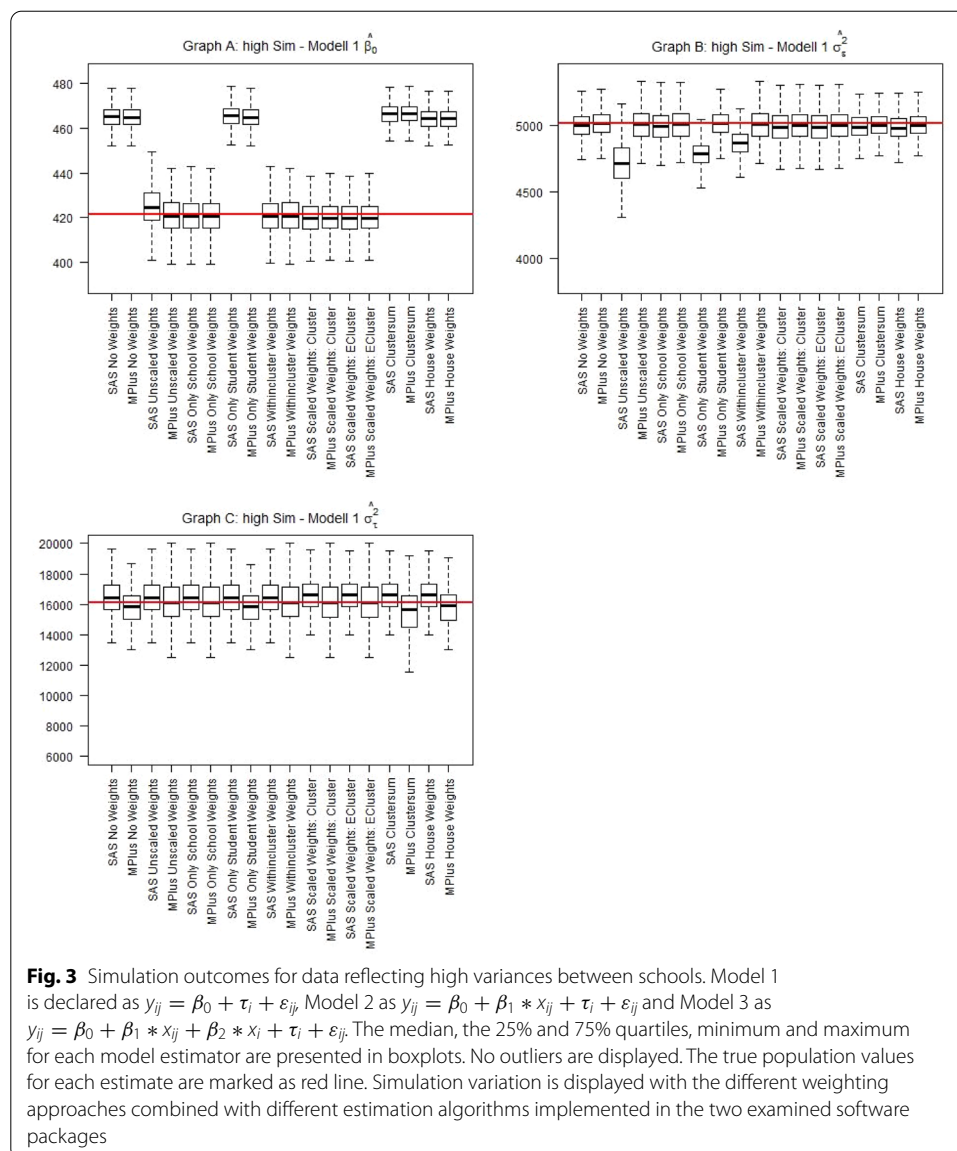 Graph A: high Sim - Modell 1 β̂₀
480
460
440
420
400
SAS No Weights
MPlus No Weights
SAS Unscaled Weights
MPlus Unscaled Weights
SAS Only School Weights
MPlus Only School Weights
SAS Only Student Weights
MPlus Only Student Weights
SAS Withincluster Weights
MPlus Withincluster Weights
SAS Scaled Weights: Cluster
MPlus Scaled Weights: Cluster
SAS Scaled Weights: ECluster
MPlus Scaled Weights: ECluster
SAS Clustersum
MPlus Clustersum
SAS House Weights
MPlus House Weights
Graph B: high Sim - Modell 1 σ̂²ε
5000
4500
4000
SAS No Weights
MPlus No Weights
SAS Unscaled Weights
MPlus Unscaled Weights
SAS Only School Weights
MPlus Only School Weights
SAS Only Student Weights
MPlus Only Student Weights
SAS Withincluster Weights
MPlus Withincluster Weights
SAS Scaled Weights: Cluster
MPlus Scaled Weights: Cluster
SAS Scaled Weights: ECluster
MPlus Scaled Weights: ECluster
SAS Clustersum
MPlus Clustersum
SAS House Weights
MPlus House Weights
Graph C: high Sim - Modell 1 σ̂²τ
20000
18000
16000
14000
12000
10000
8000
6000
SAS No Weights
MPlus No Weights
SAS Unscaled Weights
MPlus Unscaled Weights
SAS Only School Weights
MPlus Only School Weights
SAS Only Student Weights
MPlus Only Student Weights
SAS Withincluster Weights
MPlus Withincluster Weights
SAS Scaled Weights: Cluster
MPlus Scaled Weights: Cluster
SAS Scaled Weights: ECluster
MPlus Scaled Weights: ECluster
SAS Clustersum
MPlus Clustersum
SAS House Weights
MPlus House Weights
Fig. 3 Simulation outcomes for data reflecting high variances between schools. Model 1
is declared as yᵢⱼ = β₀ + τᵢ + εᵢⱼ, Model 2 as yᵢⱼ = β₀ + β₁ * xᵢⱼ + τᵢ + εᵢⱼ and Model 3 as
yᵢⱼ = β₀ + β₁ * xᵢⱼ + β₂ * xᵢ + τᵢ + εᵢⱼ. The median, the 25% and 75% quartiles, minimum and maximum
for each model estimator are presented in boxplots. No outliers are displayed. The true population values
for each estimate are marked as red line. Simulation variation is displayed with the different weighting
approaches combined with different estimation algorithms implemented in the two examined software
packages